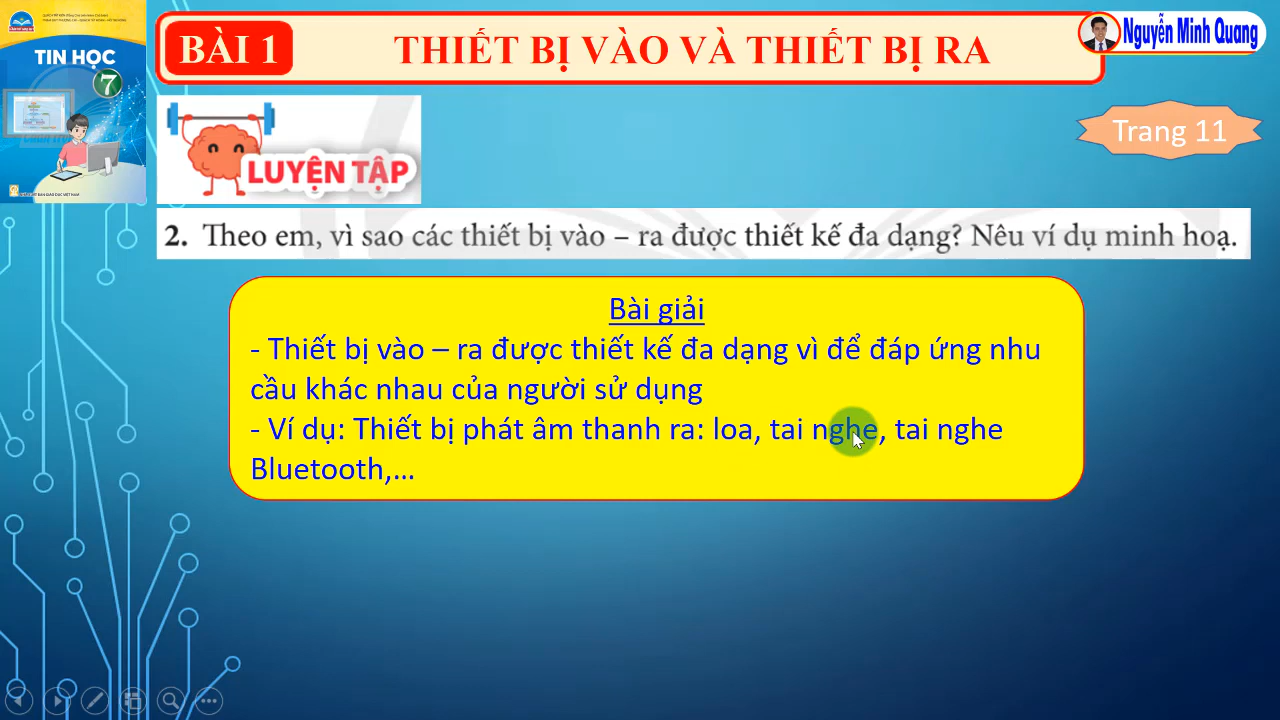 TIN HỌC
7
BÀI 1
THIẾT BỊ VÀO VÀ THIẾT BỊ RA
Nguyễn Minh Quang
LUYỆN TẬP
Trang 11
2. Theo em, vì sao các thiết bị vào – ra được thiết kế đa dạng? Nêu ví dụ minh hoạ.
Bài giải
- Thiết bị vào – ra được thiết kế đa dạng vì để đáp ứng nhu
cầu khác nhau của người sử dụng
- Ví dụ: Thiết bị phát âm thanh ra: loa, tai nghe, tai nghe
Bluetooth,...